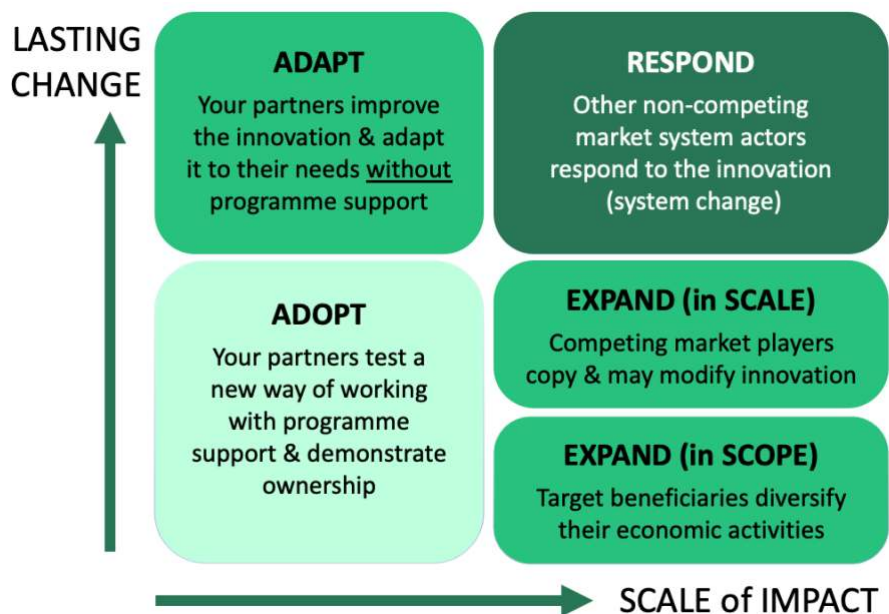 LASTING
CHANGE
ADAPT
Your partners improve
the innovation & adapt
it to their needs without
programme support
RESPOND
Other non-competing
market system actors
respond to the innovation
(system change)
ADOPT
Your partners test a
new way of working
with programme
support & demonstrate
ownership
EXPAND (in SCALE)
Competing market players
copy & may modify innovation
EXPAND (in SCOPE)
Target beneficiaries diversify
their economic activities
SCALE of IMPACT